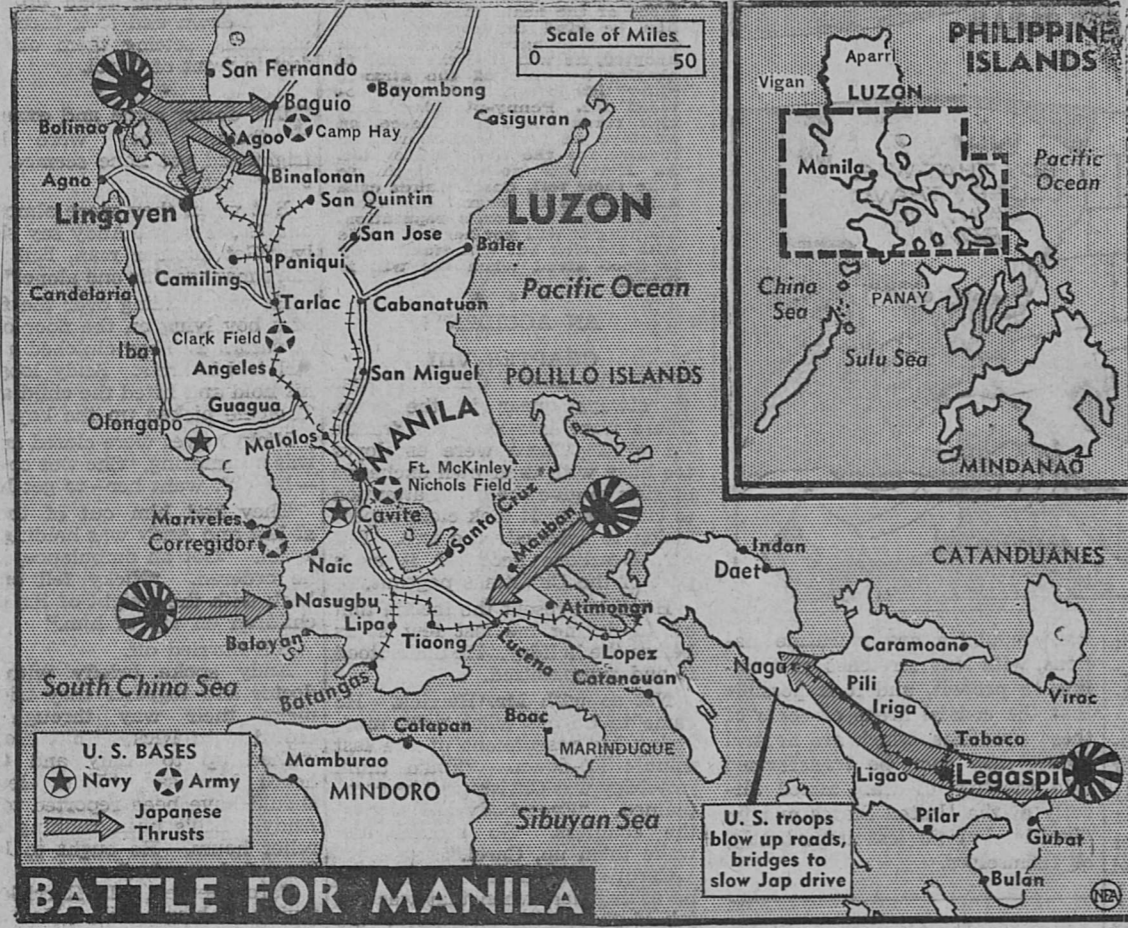 Scale of Miles
0 50
San Fernando
Bayombong
Baguio
Casiguran
Bolinao
Agoo
Camp Hay
Agno
Binalonan
San Quintin
Lingayen
LUZON
San Jose
Baler
Paniqui
Camiling
Pacific Ocean
Candelaria
Tarlac
Cabanatuan
Clark Field
Iba
Angeles
San Miguel
POLILLO ISLANDS
Guagua
Olongapo
Malolos
MANILA
Ft. McKinley
Nichols Field
Cavite
Santa Cruz
Mauban
Mariveles
Corregidor
Naic
Indan
Daet
CATANDUANES
Nasugbu
Lipa
Tiaong
Atimonan
Balayan
Lucena
Lopez
Caramoan
Batangas
Catanauan
Naga
Pili
Iriga
Virac
South China Sea
Calapan
Boac
MARINDUQUE
Tabaco
Ligao
Legaspi
Mamburao
MINDORO
Sibuyan Sea
Pilar
Gubat
Bulan
U. S. troops
blow up roads,
bridges to
slow Jap drive
U. S. BASES
Navy Army
Japanese
Thrusts
BATTLE FOR MANILA
NEA
PHILIPPINE
ISLANDS
Aparri
Vigan
LUZON
Manila
Pacific
Ocean
China
Sea
PANAY
Sulu Sea
MINDANAO